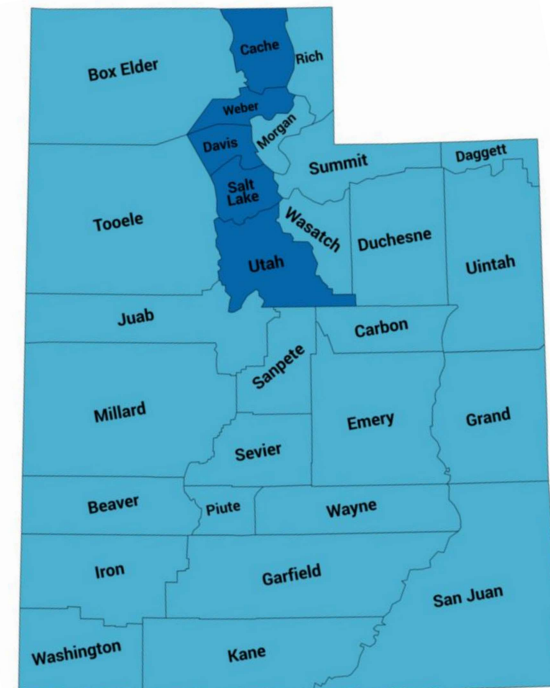 Cache
Rich
Box Elder
Weber
Morgan
Davis
Summit
Daggett
Salt
Lake
Tooele
Wasatch
Duchesne
Uintah
Utah
Juab
Carbon
Sanpete
Millard
Emery
Grand
Sevier
Beaver
Piute
Wayne
Iron
Garfield
San Juan
Washington
Kane